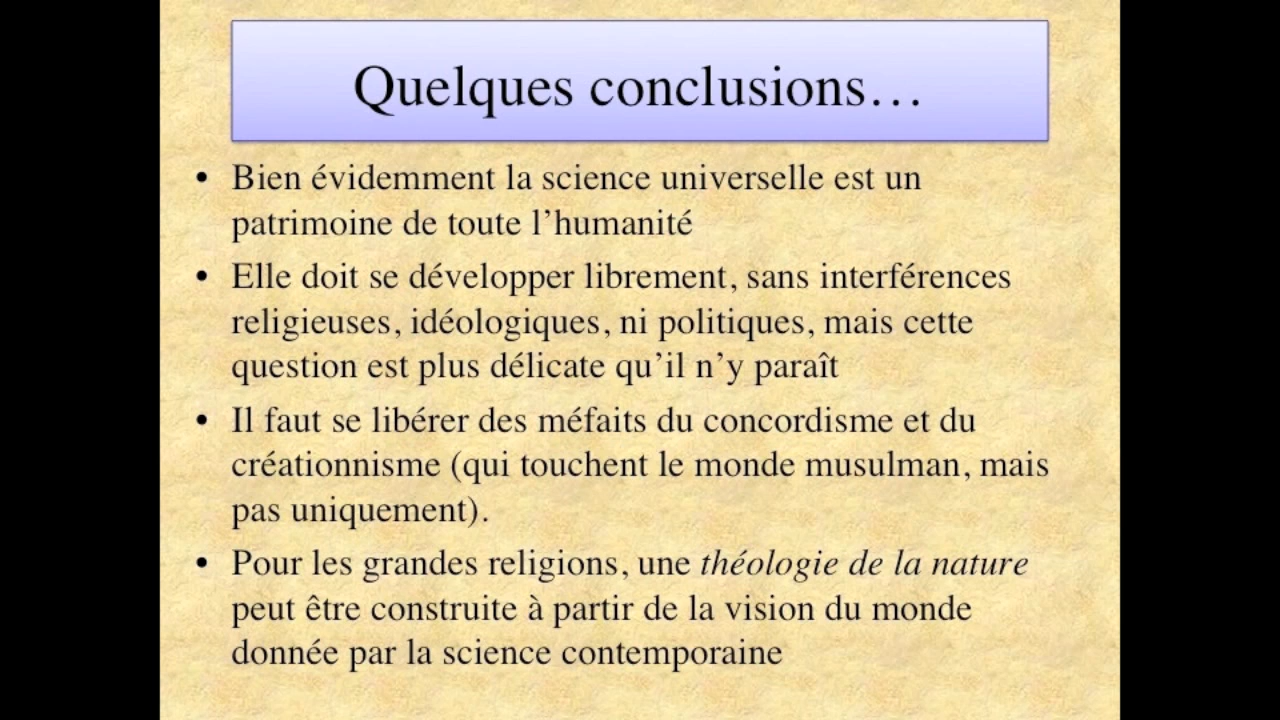 Quelques conclusions…
• Bien évidemment la science universelle est un
patrimoine de toute l’humanité
• Elle doit se développer librement, sans interférences
religieuses, idéologiques, ni politiques, mais cette
question est plus délicate qu’il n’y paraît
• Il faut se libérer des méfaits du concordisme et du
créationnisme (qui touchent le monde musulman, mais
pas uniquement).
• Pour les grandes religions, une théologie de la nature
peut être construite à partir de la vision du monde
donnée par la science contemporaine